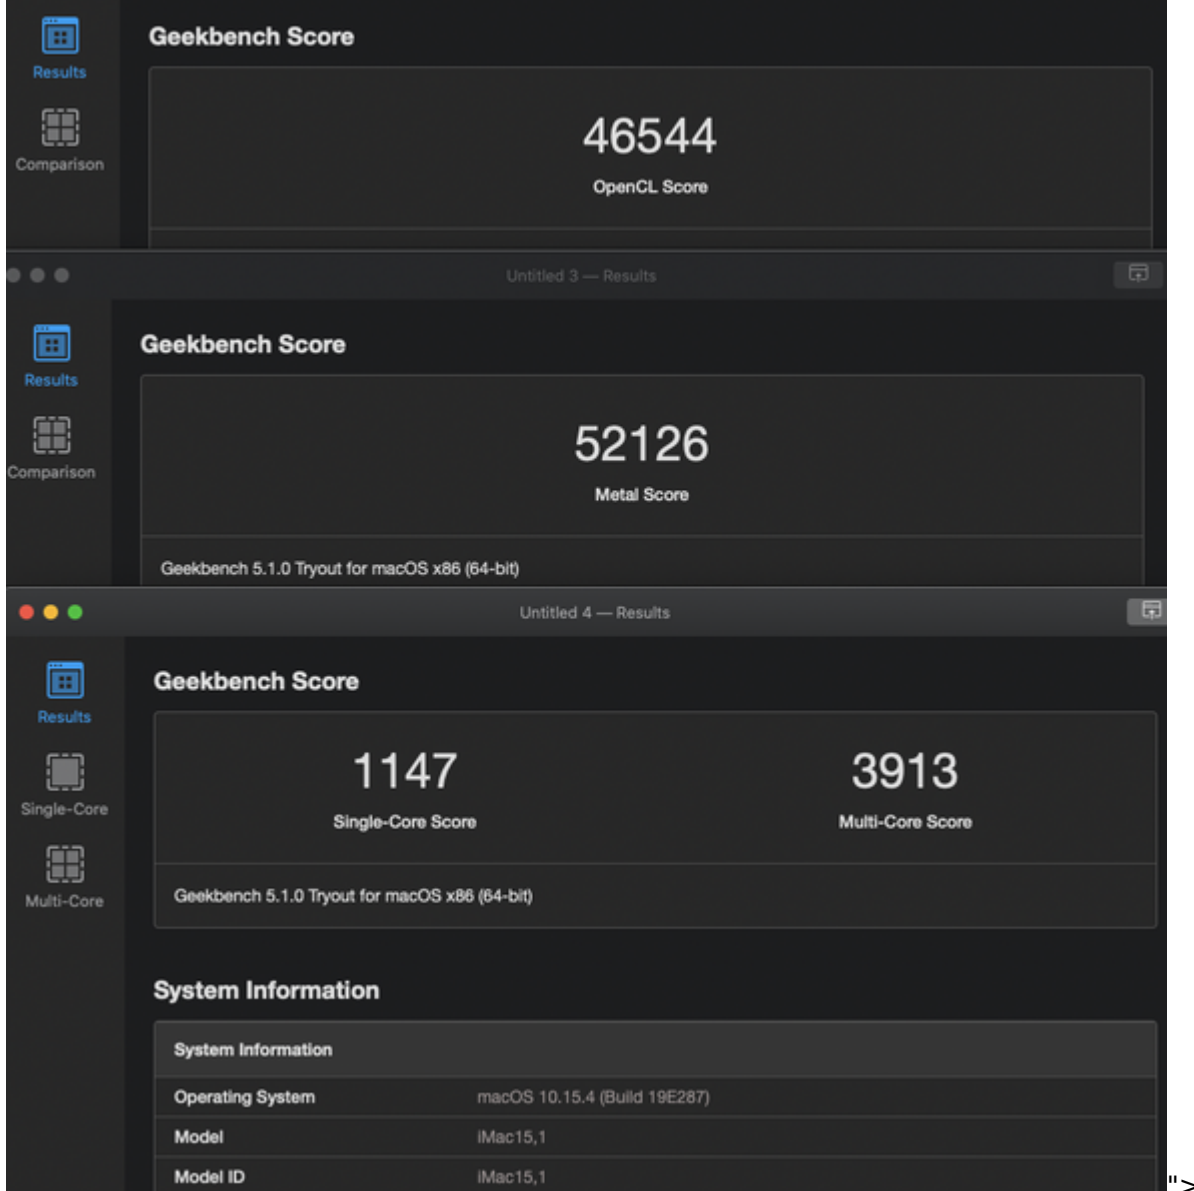 Geekbench Score
Results
46544
Comparison
OpenCL Score
Untitled 3 — Results
Geekbench Score
Results
52126
Comparison
Metal Score
Geekbench 5.1.0 Tryout for macOS x86 (64-bit)
Untitled 4 — Results
Geekbench Score
Results
1147 3913
Single-Core
Single-Core Score Multi-Core Score
Multi-Core
Geekbench 5.1.0 Tryout for macOS x86 (64-bit)
System Information
System Information
Operating System macOS 10.15.4 (Build 19E287)
Model iMac15,1
Model ID iMac15,1
">